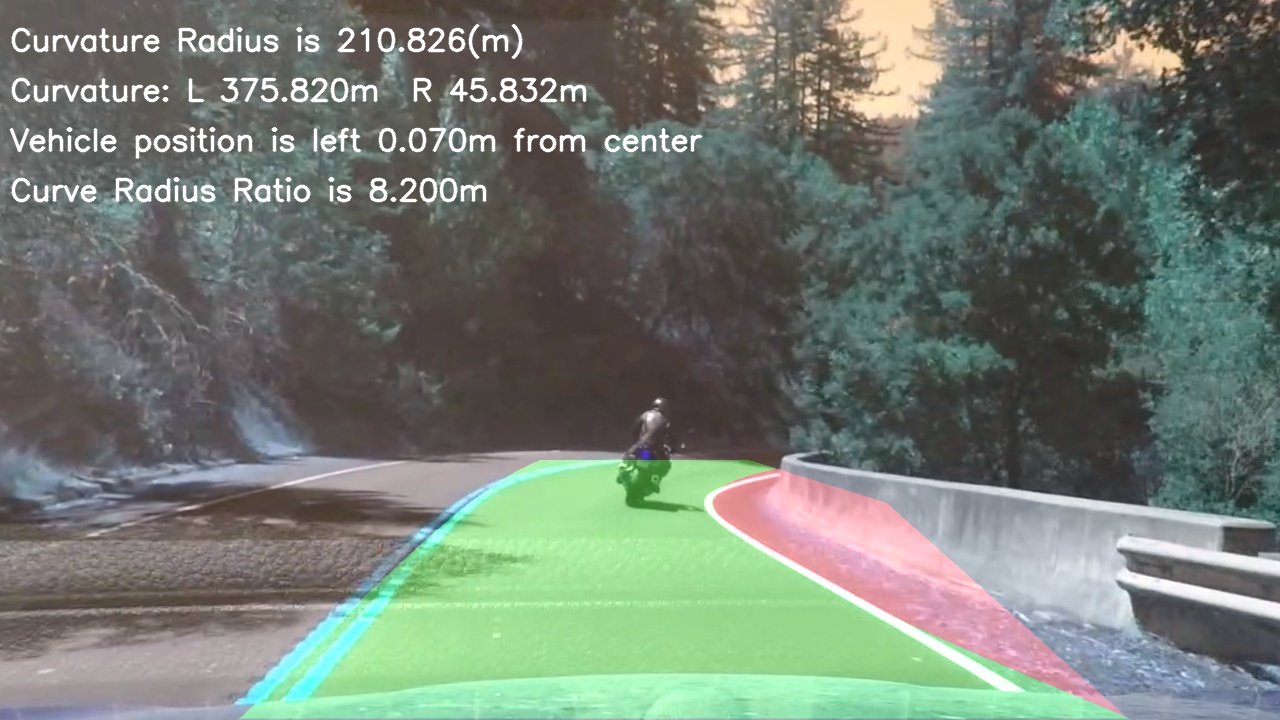 Curvature Radius is 210.826(m)
Curvature: L 375.820m R 45.832m
Vehicle position is left 0.070m from center
Curve Radius Ratio is 8.200m